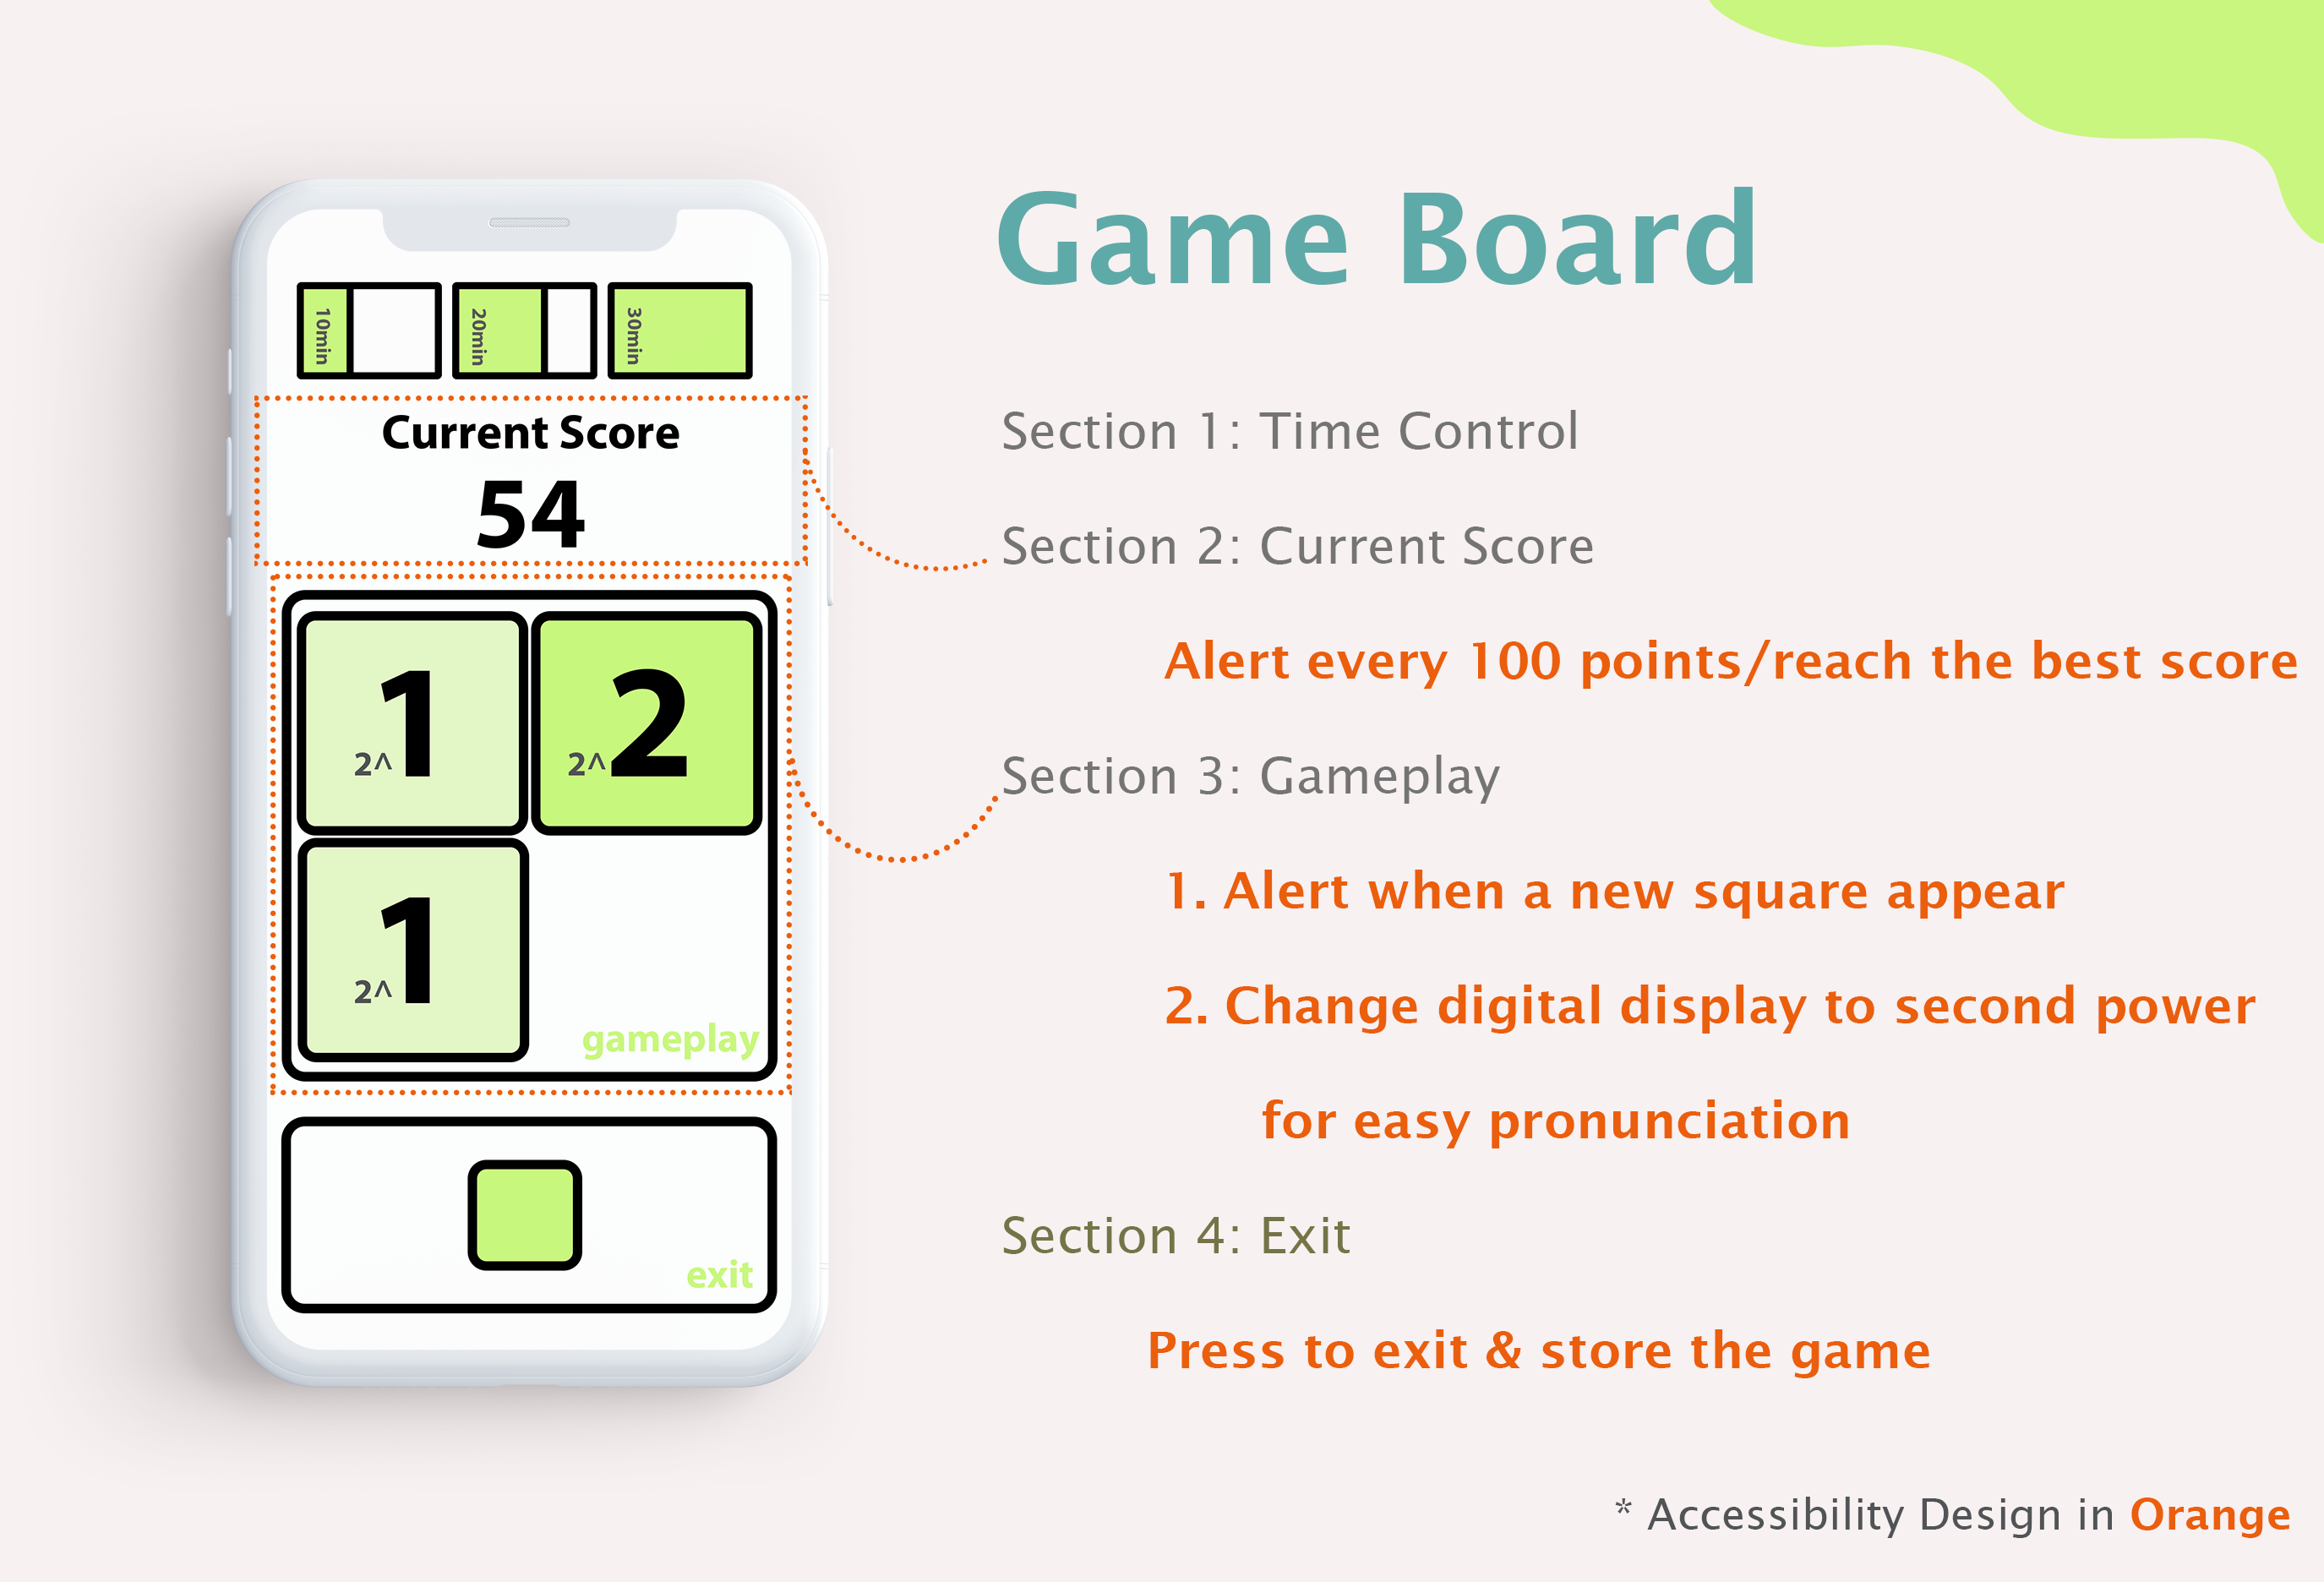 10min
20min
30min
Current Score
54
2^1
2^2
2^1
gameplay
exit
Game Board
Section 1: Time Control
Section 2: Current Score
Alert every 100 points/reach the best score
Section 3: Gameplay
1. Alert when a new square appear
2. Change digital display to second power
for easy pronunciation
Section 4: Exit
Press to exit & store the game
* Accessibility Design in Orange